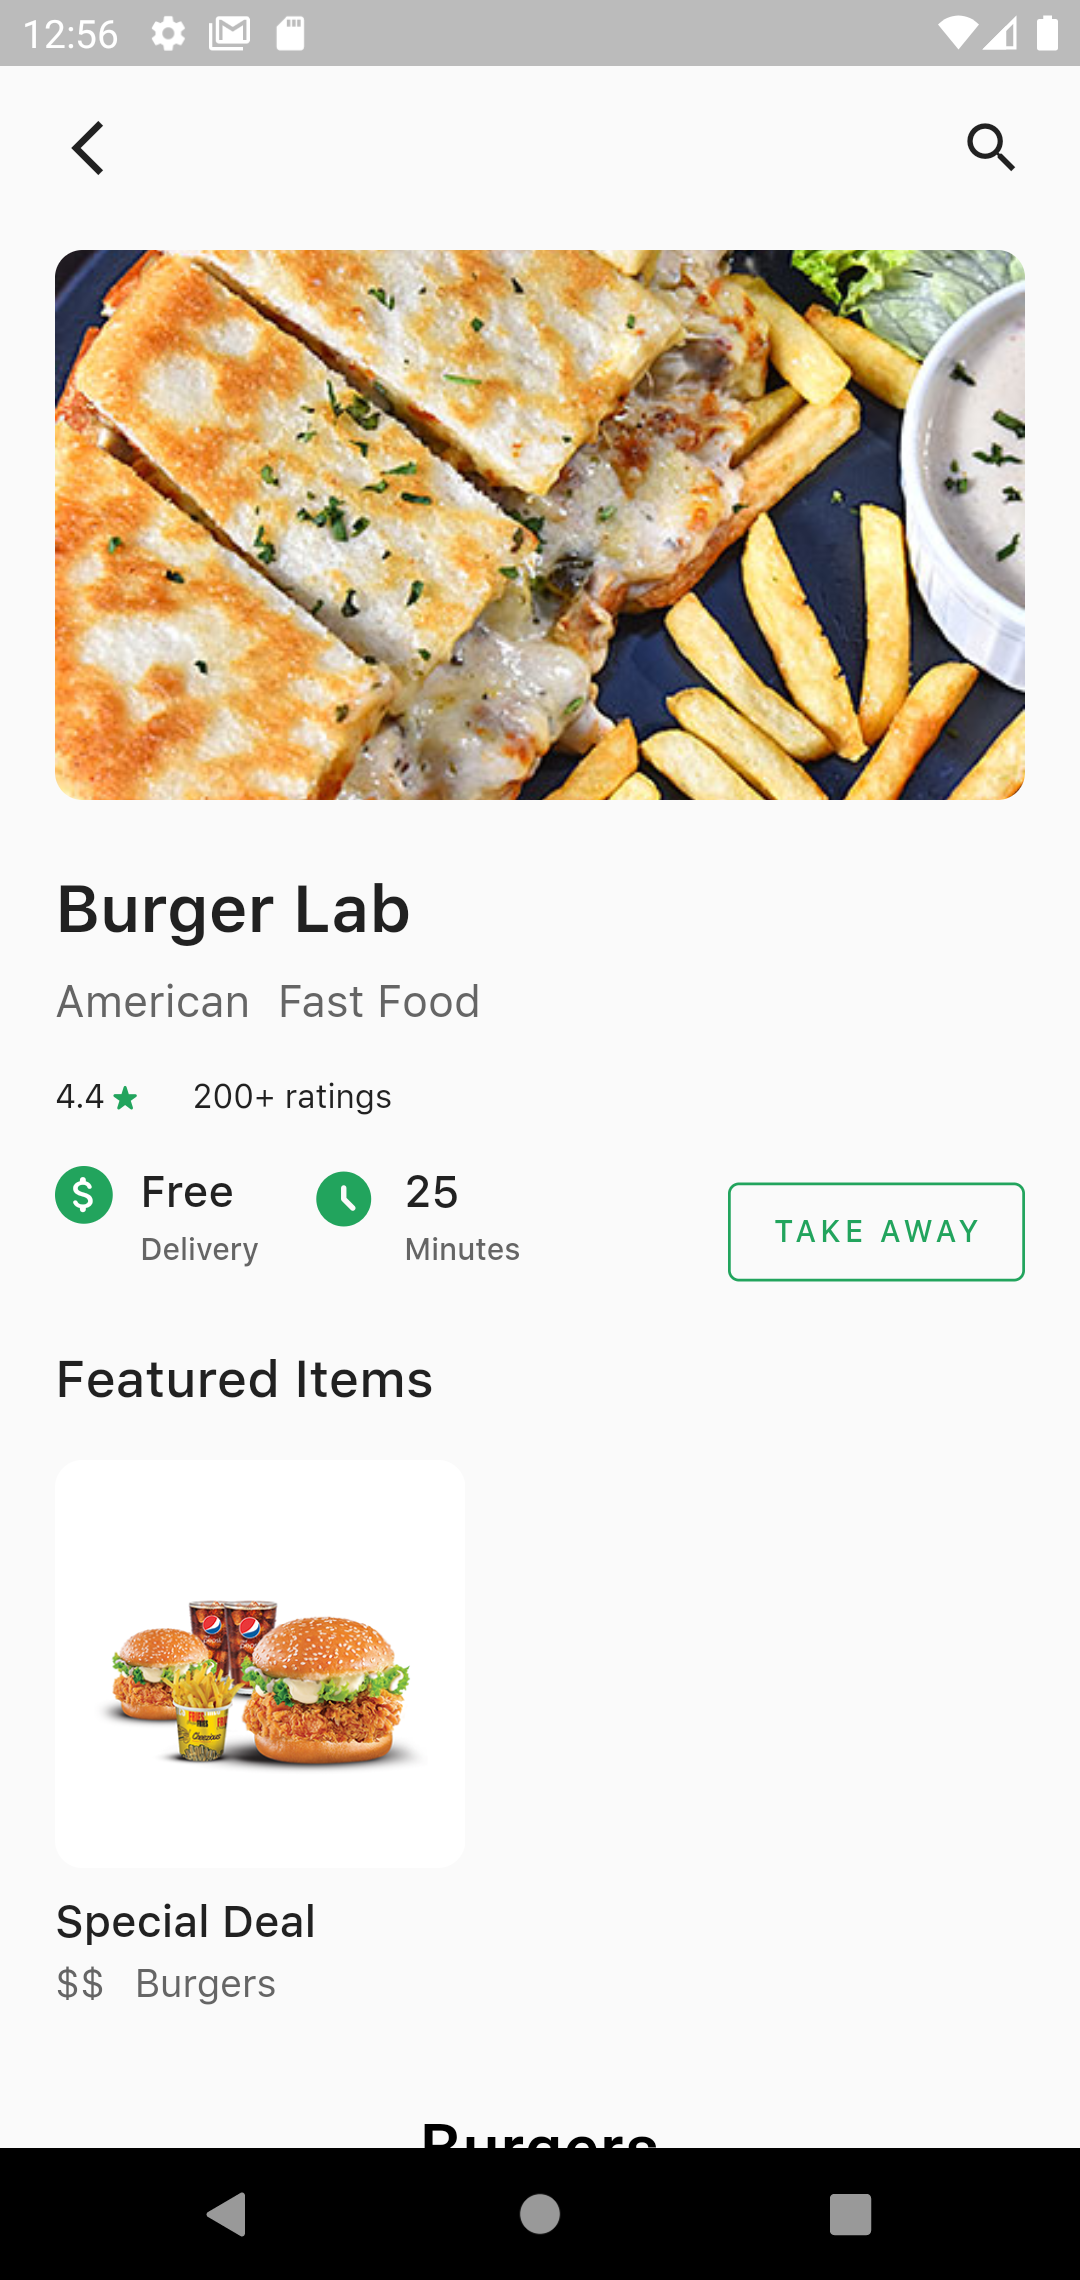 12:56
Burger Lab
American Fast Food
4.4 200+ ratings
Free 25
Delivery Minutes
TAKE AWAY
Featured Items
Special Deal
$$ Burgers
Burgers